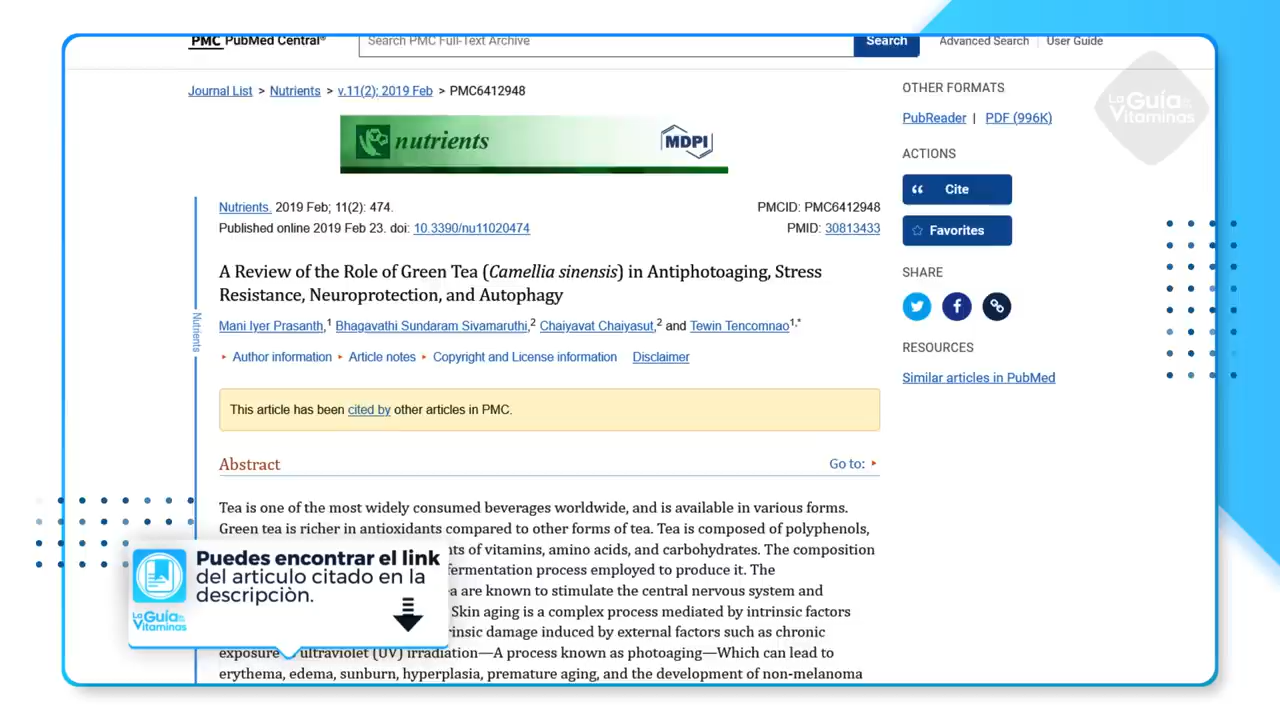 PMC PubMed Central®
Search PMC Full-Text Archive
Search
Advanced Search
User Guide
Journal List > Nutrients > v.11(2); 2019 Feb > PMC6412948
nutrients
MDPI
Nutrients. 2019 Feb; 11(2): 474.
PMCID: PMC6412948
Published online 2019 Feb 23. doi: 10.3390/nu11020474
PMID: 30813433
A Review of the Role of Green Tea (Camellia sinensis) in Antiphotoaging, Stress
Resistance, Neuroprotection, and Autophagy
Mani Iyer Prasanth,1 Bhagavathi Sundaram Sivamaruthi,2 Chaiyavat Chaiyasut,2 and Tewin Tencomnao1,*
Author information
Article notes
Copyright and License information
Disclaimer
This article has been cited by other articles in PMC.
Abstract
Go to:
Tea is one of the most widely consumed beverages worldwide, and is available in various forms.
Green tea is richer in antioxidants compared to other forms of tea. Tea is composed of polyphenols,
nts of vitamins, amino acids, and carbohydrates. The composition
fermentation process employed to produce it. The
ea are known to stimulate the central nervous system and
Skin aging is a complex process mediated by intrinsic factors
rinsic damage induced by external factors such as chronic
exposure ultraviolet (UV) irradiation—A process known as photoaging—Which can lead to
erythema, edema, sunburn, hyperplasia, premature aging, and the development of non-melanoma
Nutrients
OTHER FORMATS
PubReader | PDF (996K)
ACTIONS
Cite
Favorites
SHARE
RESOURCES
Similar articles in PubMed
La Guía de las Vitaminas
Puedes encontrar el link
del articulo citado en la
descripciòn.
La Guía de las Vitaminas